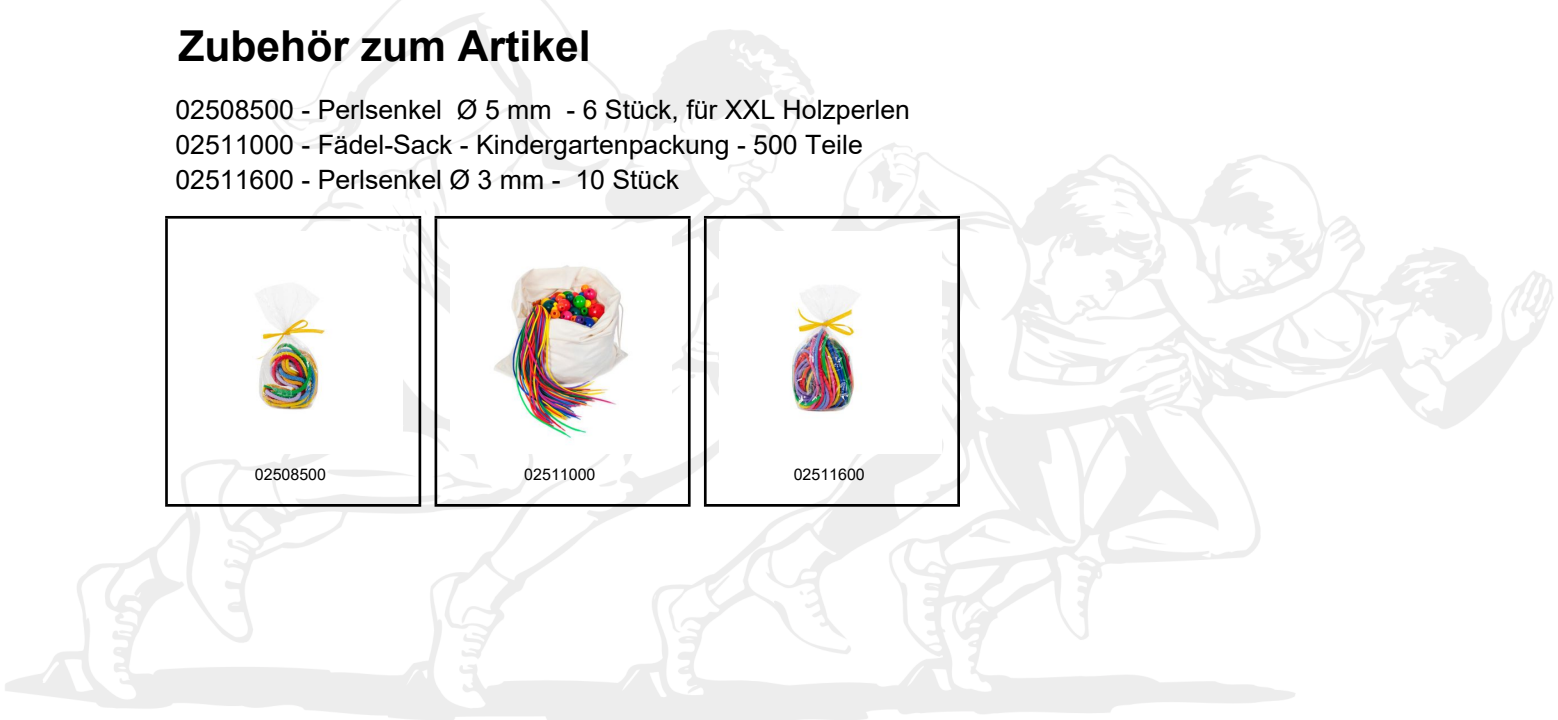 Zubehör zum Artikel
02508500 - Perlsenkel  Ø 5 mm  - 6 Stück, für XXL Holzperlen
02511000 - Fädel-Sack - Kindergartenpackung - 500 Teile
02511600 - Perlsenkel Ø 3 mm -  10 Stück
02508500
02511000
02511600